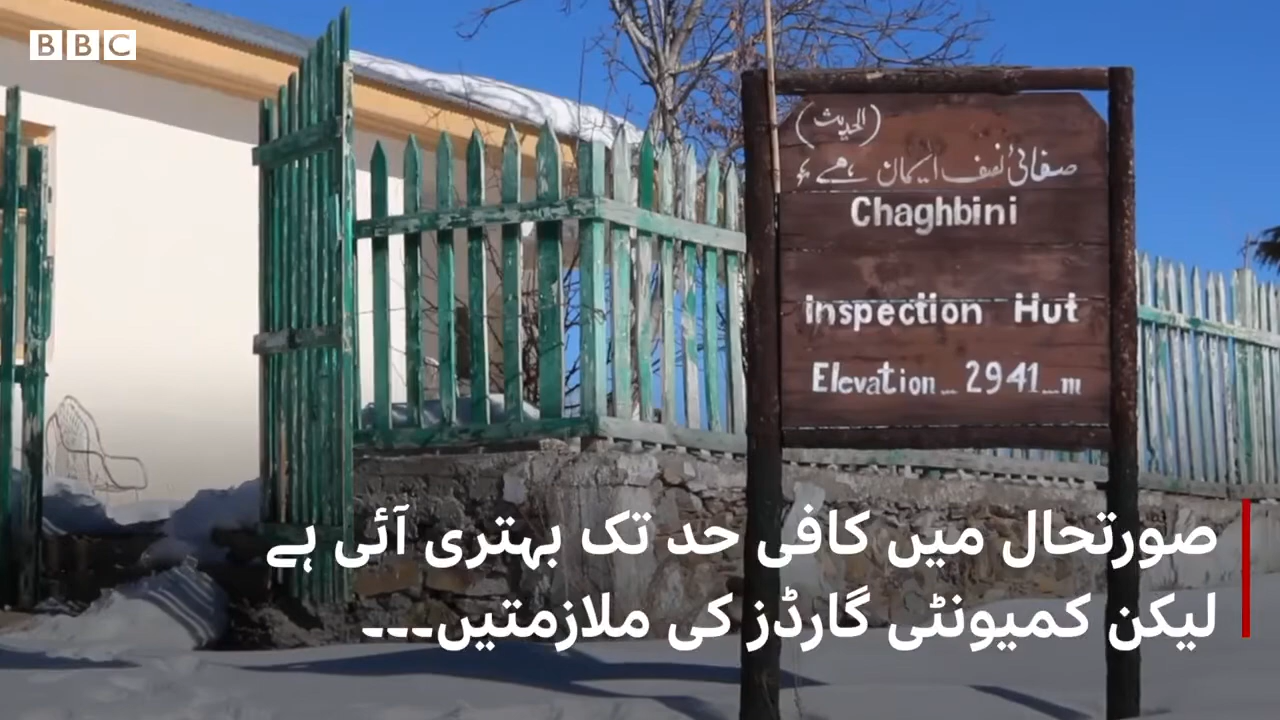 BBC
(الحدیث)
صفائی نصف ایمان ہے
Chaghbini
inspection Hut
Elevation... 2941...m
صورتحال میں کافی حد تک بہتری آئی ہے
لیکن کمیونٹی گارڈز کی ملازمتیں۔۔۔